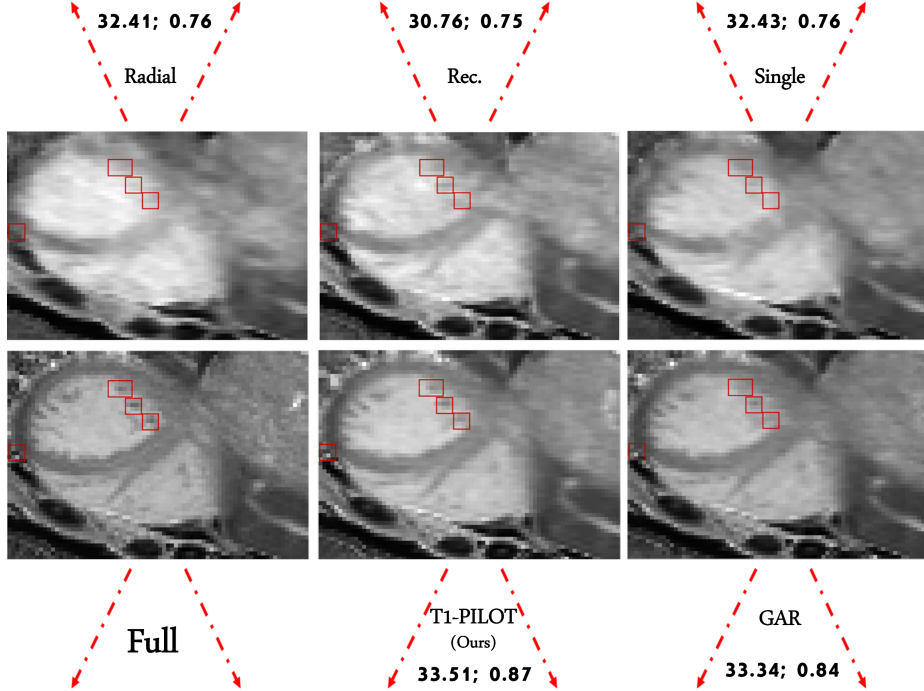 32.41; 0.76
30.76; 0.75
32.43; 0.76
Radial
Rec.
Single
Full
T1-PILOT
(Ours)
33.51; 0.87
GAR
33.34; 0.84